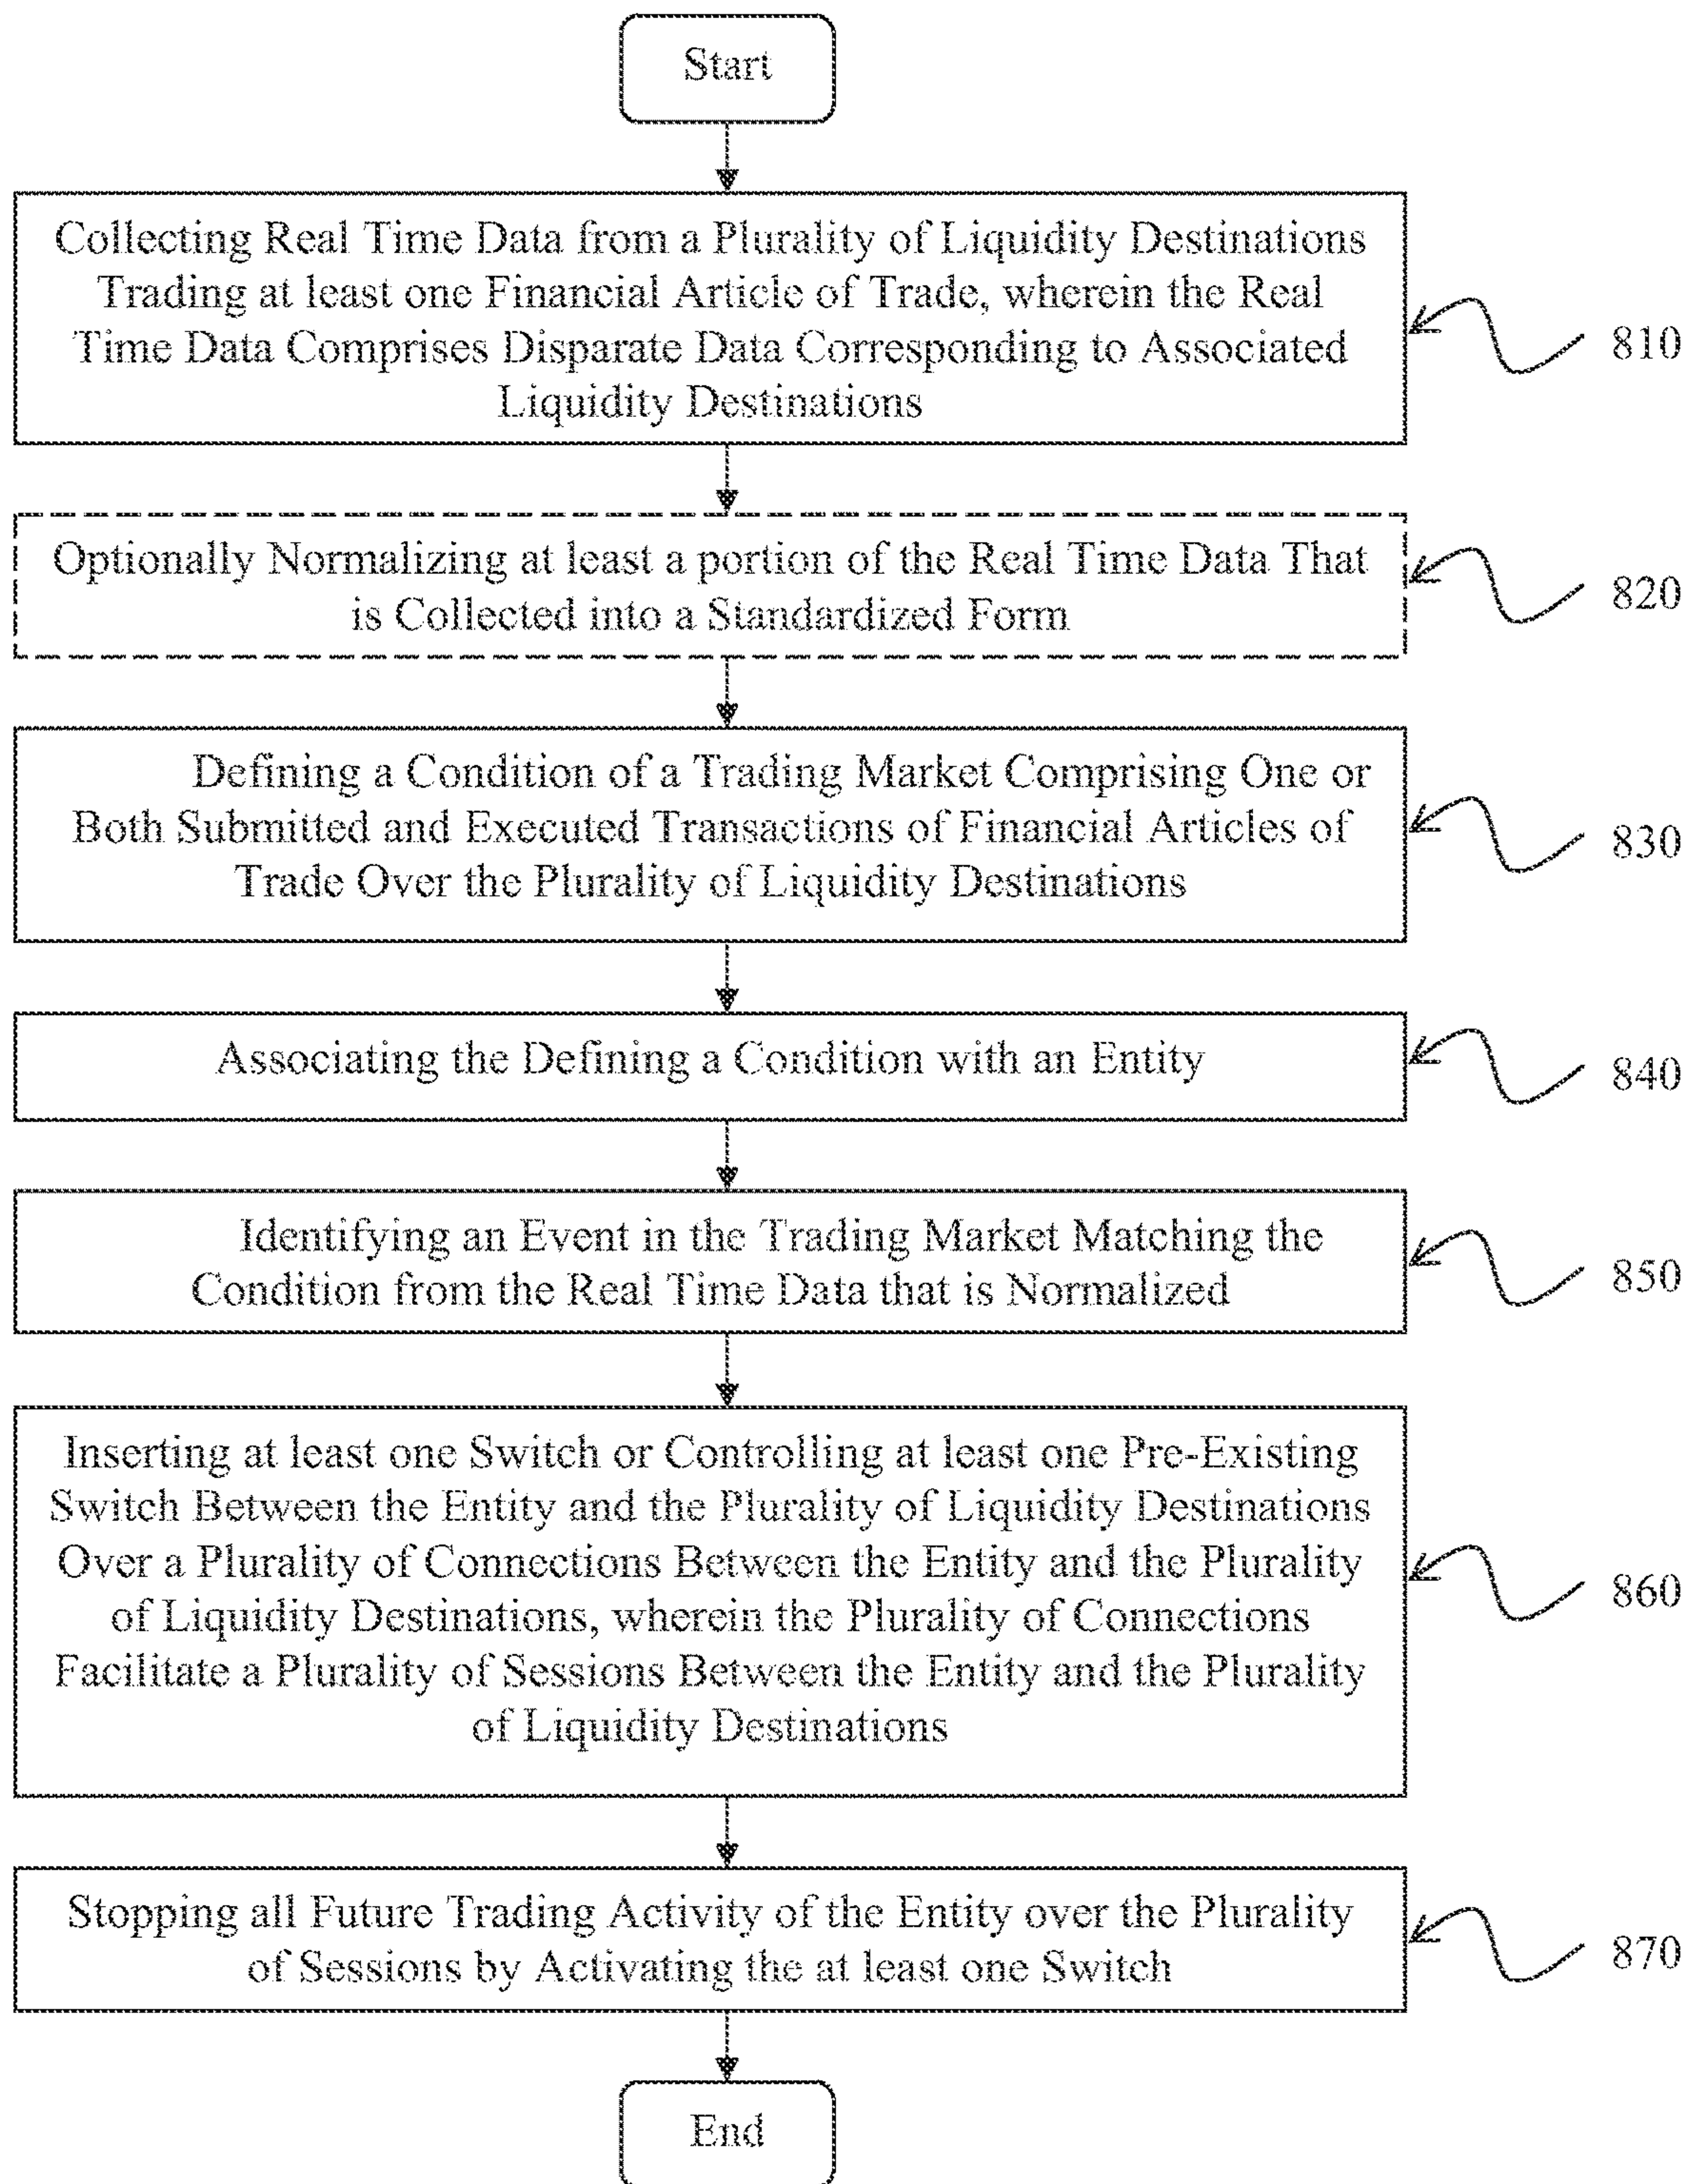 Start
Collecting Real Time Data from a Plurality of Liquidity Destinations
Trading at least one Financial Article of Trade, wherein the Real
Time Data Comprises Disparate Data Corresponding to Associated
Liquidity Destinations
810
Optionally Normalizing at least a portion of the Real Time Data That
is Collected into a Standardized Form
820
Defining a Condition of a Trading Market Comprising One or
Both Submitted and Executed Transactions of Financial Articles of
Trade Over the Plurality of Liquidity Destinations
830
Associating the Defining a Condition with an Entity
840
Identifying an Event in the Trading Market Matching the
Condition from the Real Time Data that is Normalized
850
Inserting at least one Switch or Controlling at least one Pre-Existing
Switch Between the Entity and the Plurality of Liquidity Destinations
Over a Plurality of Connections Between the Entity and the Plurality
of Liquidity Destinations, wherein the Plurality of Connections
Facilitate a Plurality of Sessions Between the Entity and the Plurality
of Liquidity Destinations
860
Stopping all Future Trading Activity of the Entity over the Plurality
of Sessions by Activating the at least one Switch
870
End